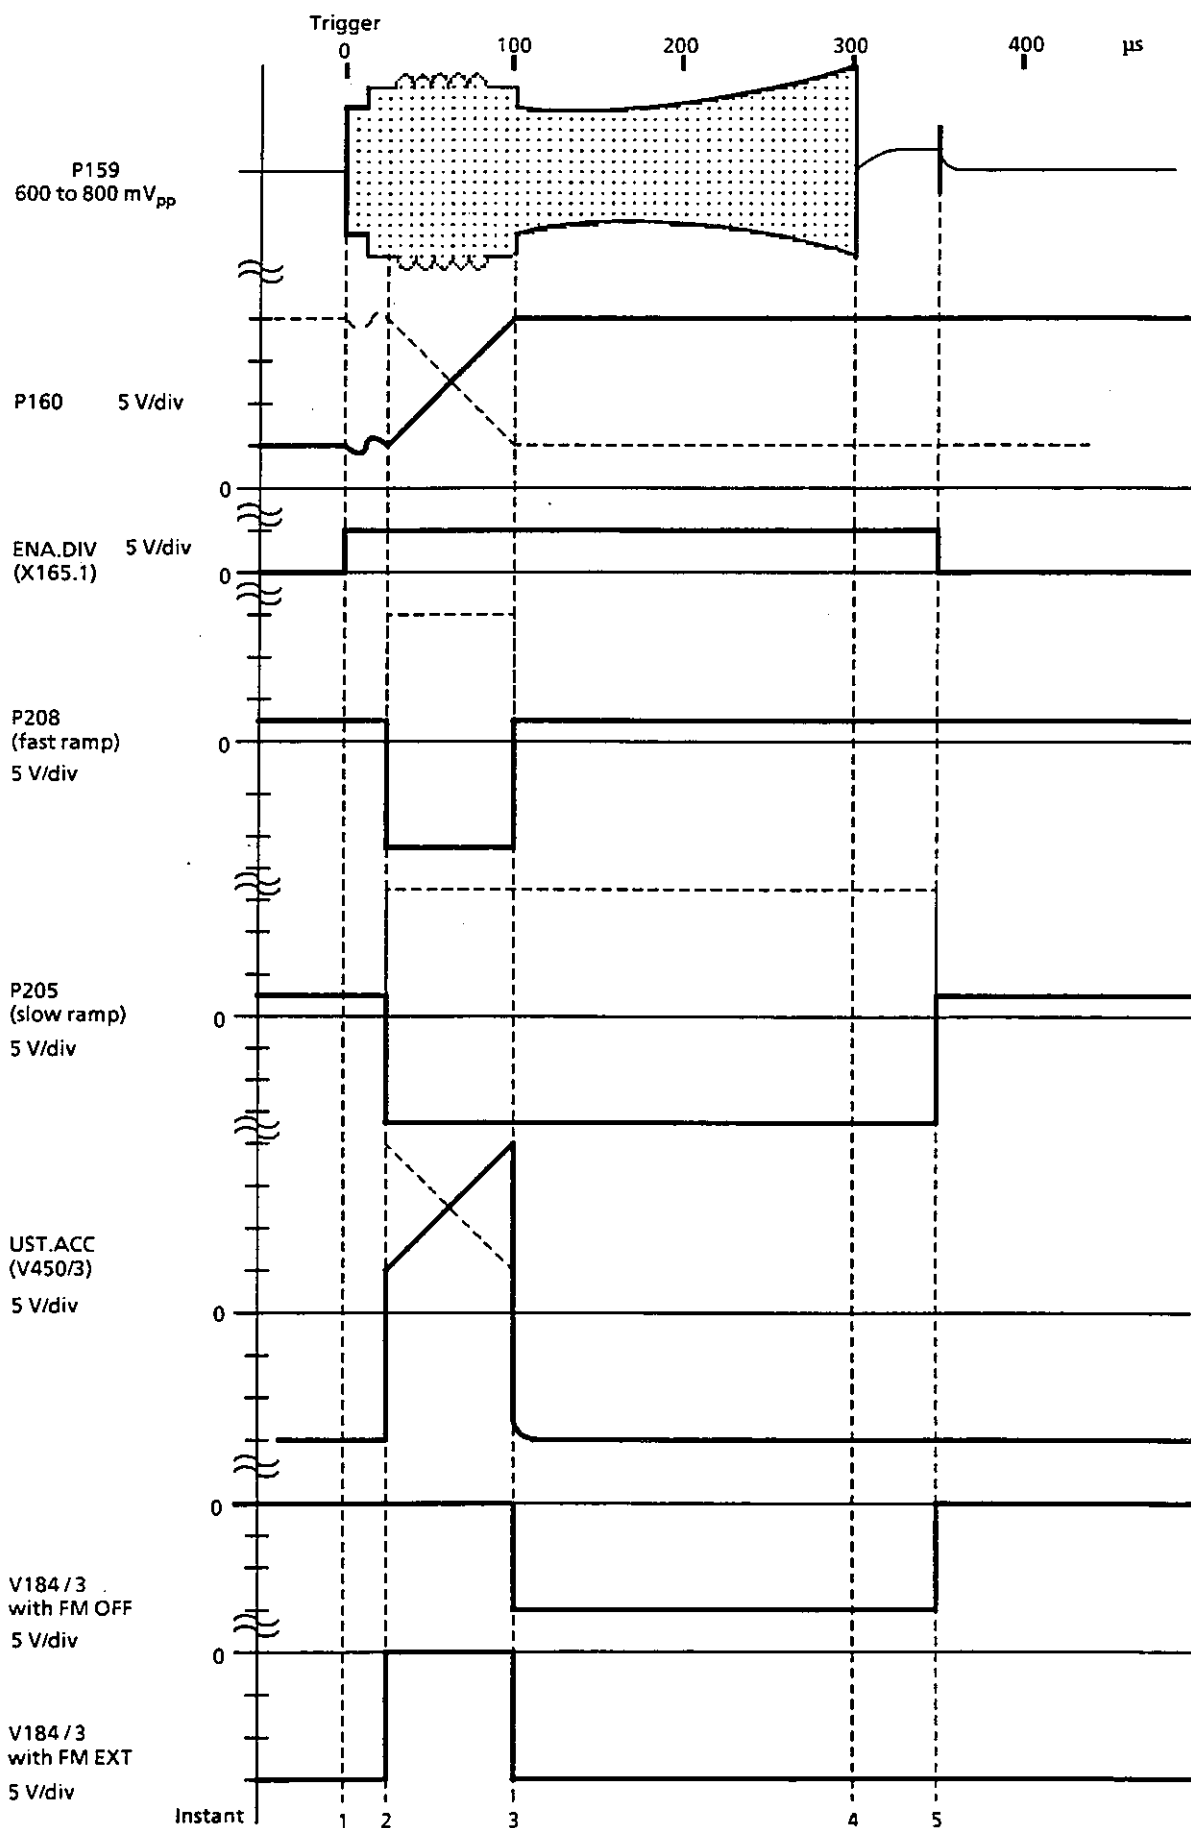 Trigger
0 100 200 300 400 µs
P159
600 to 800 mVpp
P160 5 V/div
0
ENA.DIV 5 V/div
(X165.1)
0
P208
(fast ramp)
0
5 V/div
P205
(slow ramp)
0
5 V/div
UST.ACC
(V450/3)
5 V/div
0
0
V184/3
with FM OFF
5 V/div
0
V184/3
with FM EXT
5 V/div
Instant 1 2 3 4 5